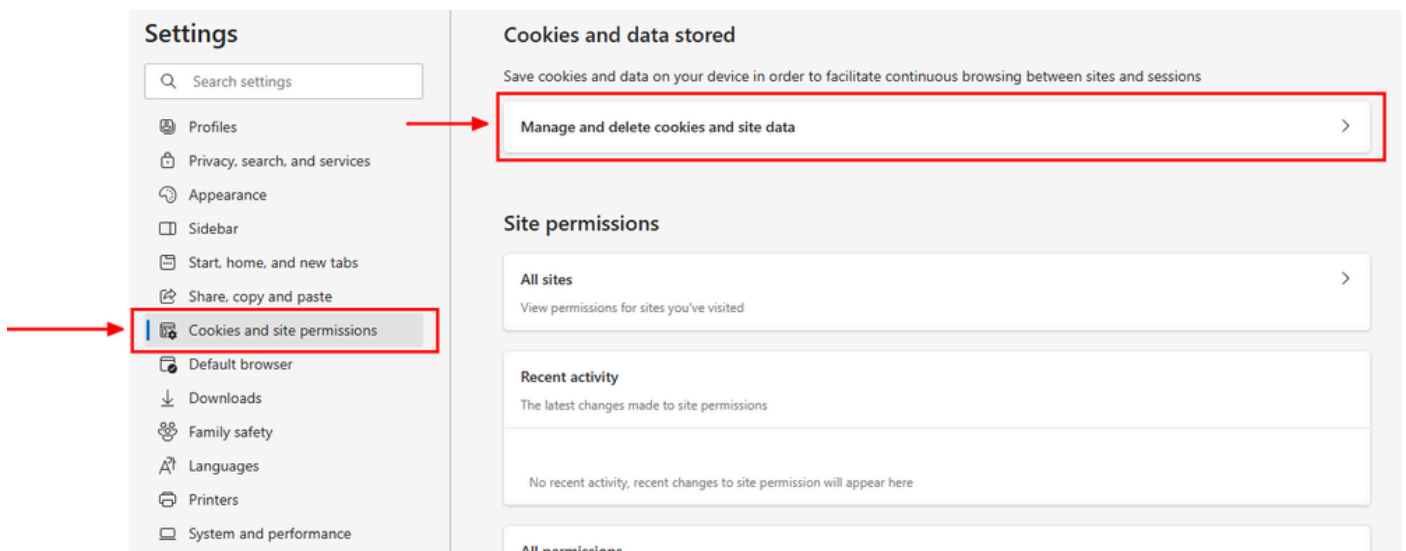 Settings
Search settings
Profiles
Privacy, search, and services
Appearance
Sidebar
Start, home, and new tabs
Share, copy and paste
Cookies and site permissions
Default browser
Downloads
Family safety
Languages
Printers
System and performance
Cookies and data stored
Save cookies and data on your device in order to facilitate continuous browsing between sites and sessions
Manage and delete cookies and site data
Site permissions
All sites
View permissions for sites you've visited
Recent activity
The latest changes made to site permissions
No recent activity, recent changes to site permission will appear here
All permissions